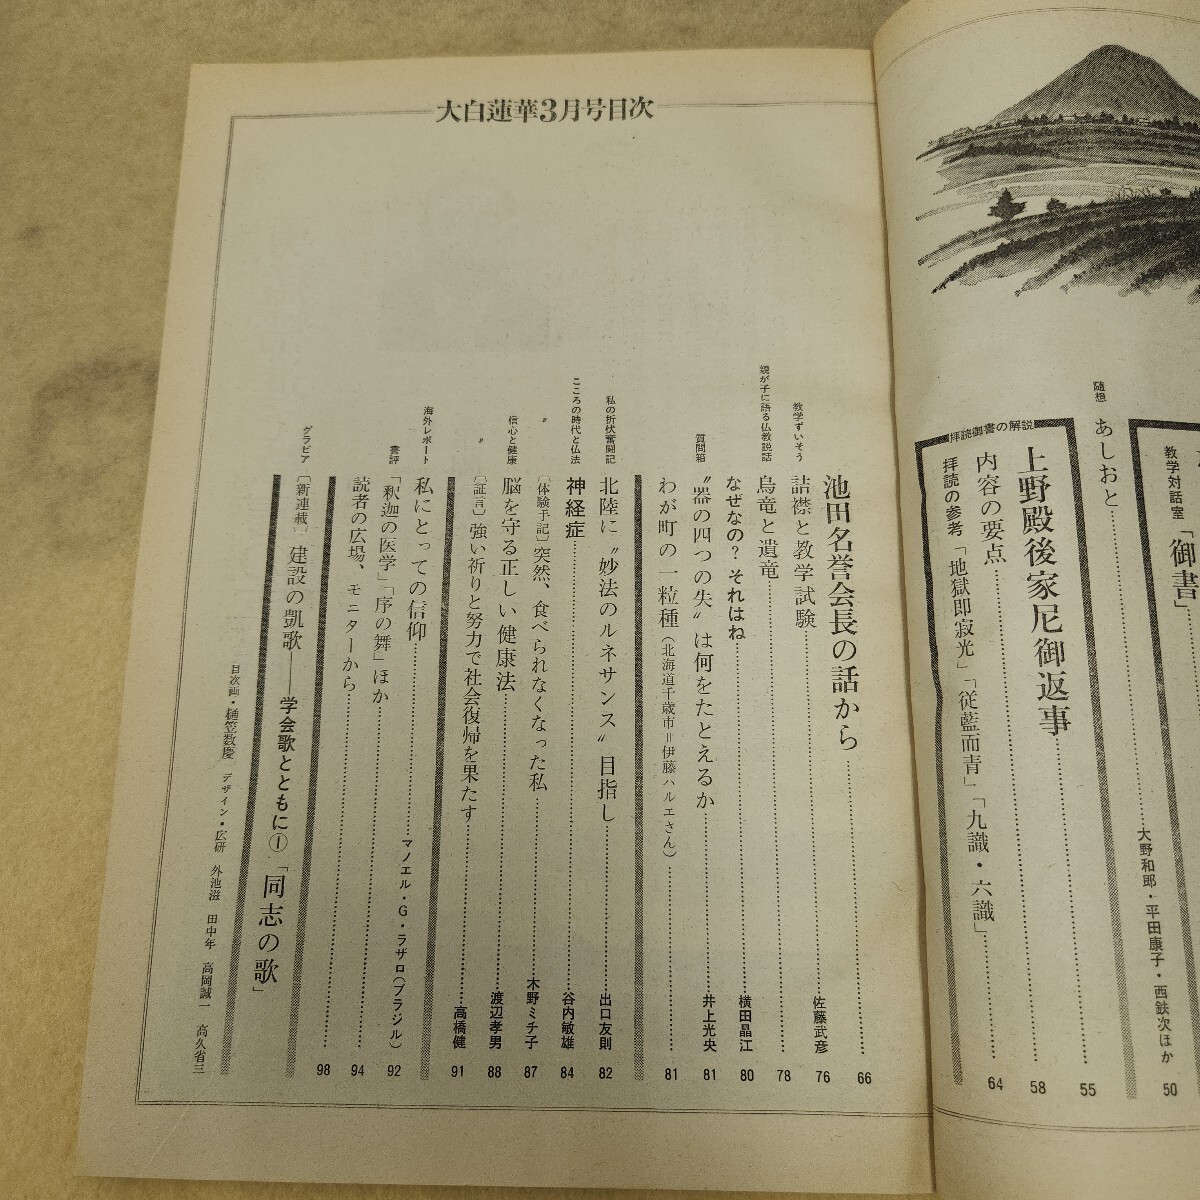 大白蓮華3月号目次
教学対話室「御書」 50
随想 あしおと 大野和郎・平田康子・西鉄次ほか 55
拝読御書の解説
上野殿後家尼御返事 58
内容の要点 64
拝読の参考「地獄即寂光」「従藍而青」「九識・六識」
池田名誉会長の話から 66
教学ずいそう 詰襟と教学試験 佐藤武彦 76
親が子に語る仏教説話 烏竜と遺竜 78
なぜなの?それはね 横田晶江 80
質問箱 〝器の四つの失〟は何をたとえるか 井上光央 81
わが町の一粒種(北海道千歳市=伊藤ハルエさん) 81
私の折伏奮闘記 北陸に〝妙法のルネサンス〟目指し 出口友則 82
こころの時代と仏法 神経症 谷内敏雄 84
〃 〔体験手記〕突然、食べられなくなった私 木野ミチ子 87
信心と健康 脳を守る正しい健康法 渡辺孝男 88
〃 〔証言〕強い祈りと努力で社会復帰を果たす 高橋健 91
海外レポート 私にとっての信仰 マノエル・G・ラザロ(ブラジル) 92
書評 「釈迦の医学」「序の舞」ほか 94
読者の広場、モニターから 98
グラビア 〔新連載〕建設の凱歌――学会歌とともに①「同志の歌」
目次画・樋笠数慶 デザイン・広研 外池滋 田中年 高岡誠一 高久省三